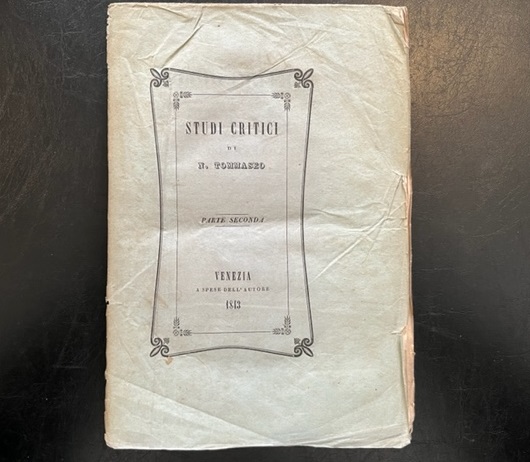 STUDI CRITICI
DI
N. TOMMASEO
PARTE SECONDA
VENEZIA
A SPESE DELL'AUTORE
1843